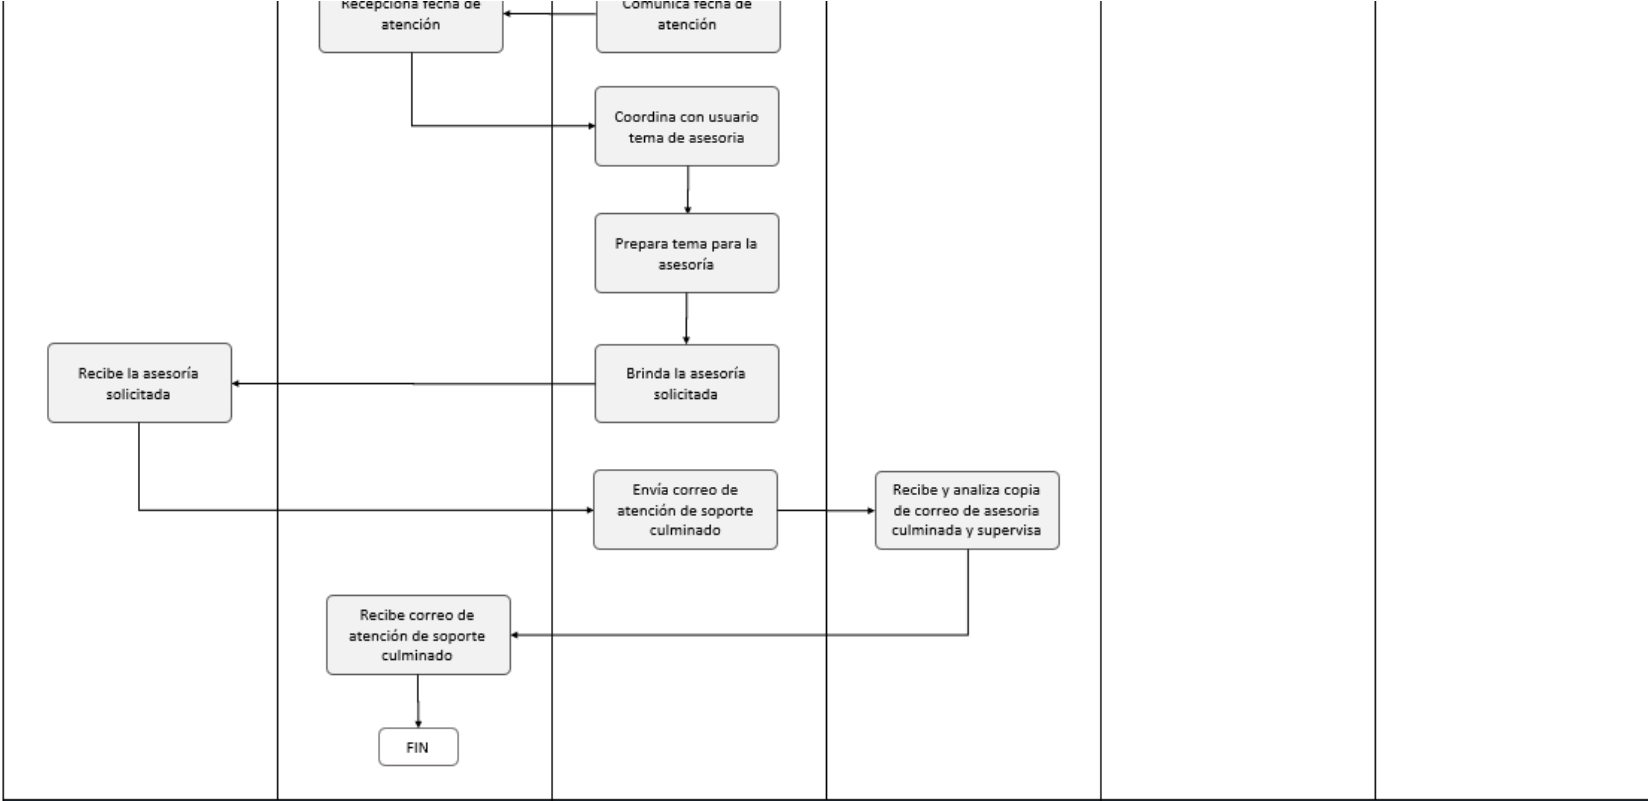 Recepciona fecha de
atención
Comunica fecha de
atención
Coordina con usuario
tema de asesoria
Prepara tema para la
asesoría
Recibe la asesoría
solicitada
Brinda la asesoría
solicitada
Envía correo de
atención de soporte
culminado
Recibe y analiza copia
de correo de asesoria
culminada y supervisa
Recibe correo de
atención de soporte
culminado
FIN